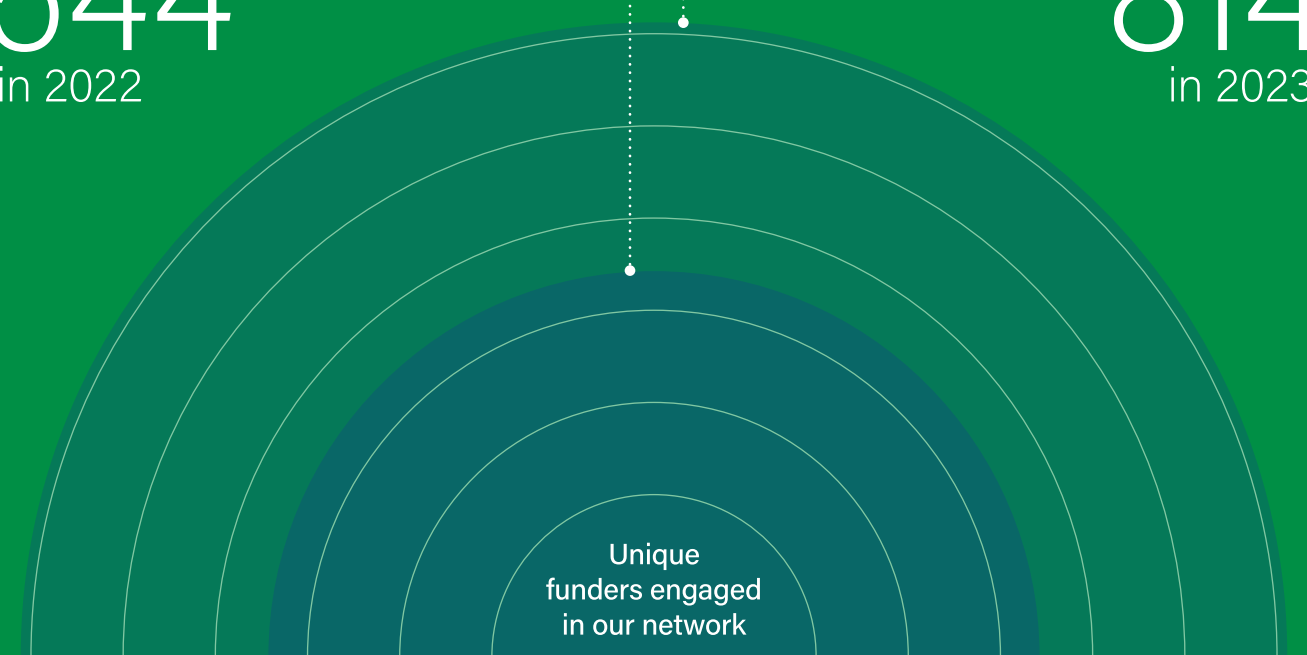 in 2022
in 2023
Unique
funders engaged
in our network